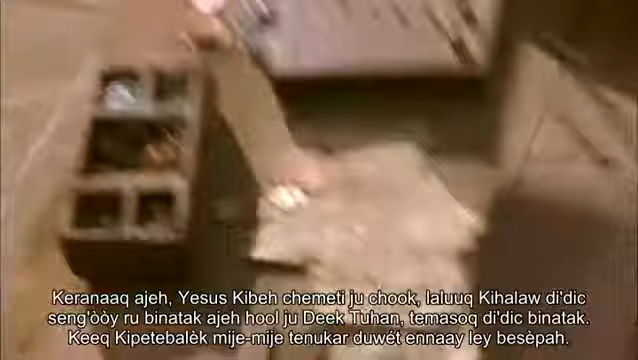 Keranaaq ajeh, Yesus Kibeh chemeti ju chook, laluuq Kihalaw di'dic
seng'òòy ru binatak ajeh hool ju Deek Tuhan, temasoq di'dic binatak.
Keeq Kipetebalèk mije-mije tenukar duwét ennaay ley besèpah.